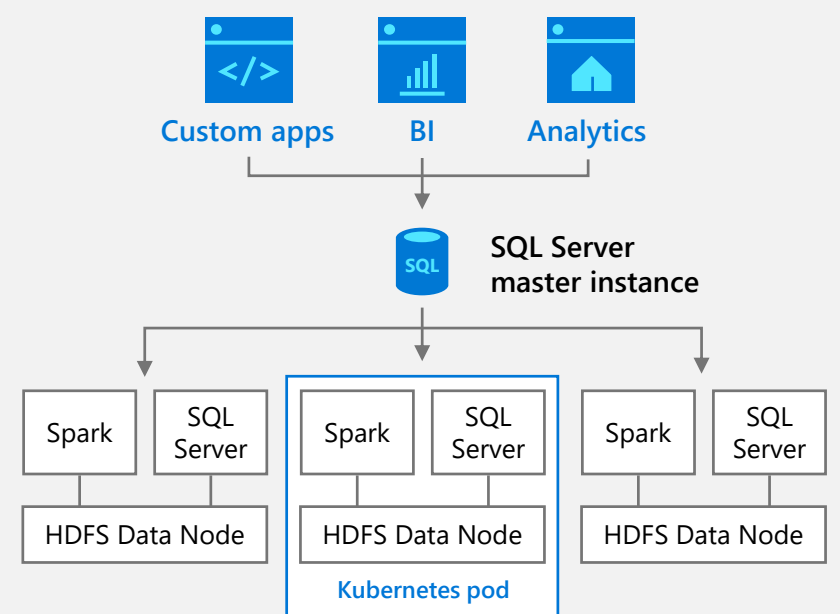 </>
Custom apps
BI
Analytics
SQL
SQL Server
master instance
Spark
SQL
Server
HDFS Data Node
Spark
SQL
Server
HDFS Data Node
Kubernetes pod
Spark
SQL
Server
HDFS Data Node